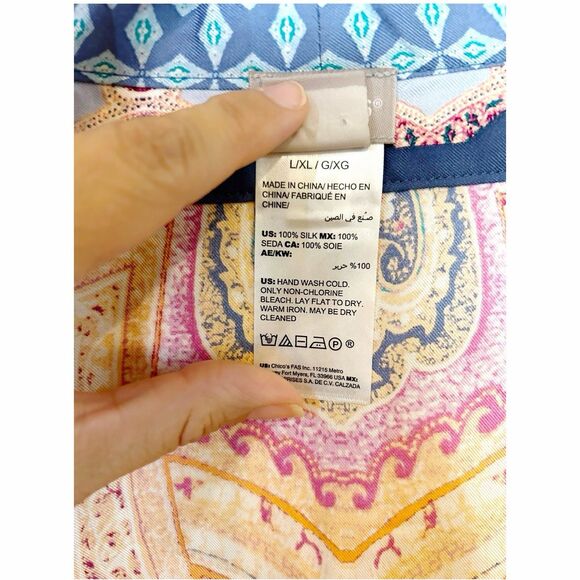 S®
L/XL / G/XG
MADE IN CHINA/ HECHO EN
CHINA/ FABRIQUÉ EN
CHINE/
صنع في الصين
US: 100% SILK MX: 100%
SEDA CA: 100% SOIE
AE/KW:
100% حرير
US: HAND WASH COLD.
ONLY NON-CHLORINE
BLEACH. LAY FLAT TO DRY.
WARM IRON. MAY BE DRY
CLEANED
P ®
US: Chico's FAS Inc. 11215 Metro
Fort Myers, FL 33966 USA MX:
PRISES S.A. DE C.V. CALZADA